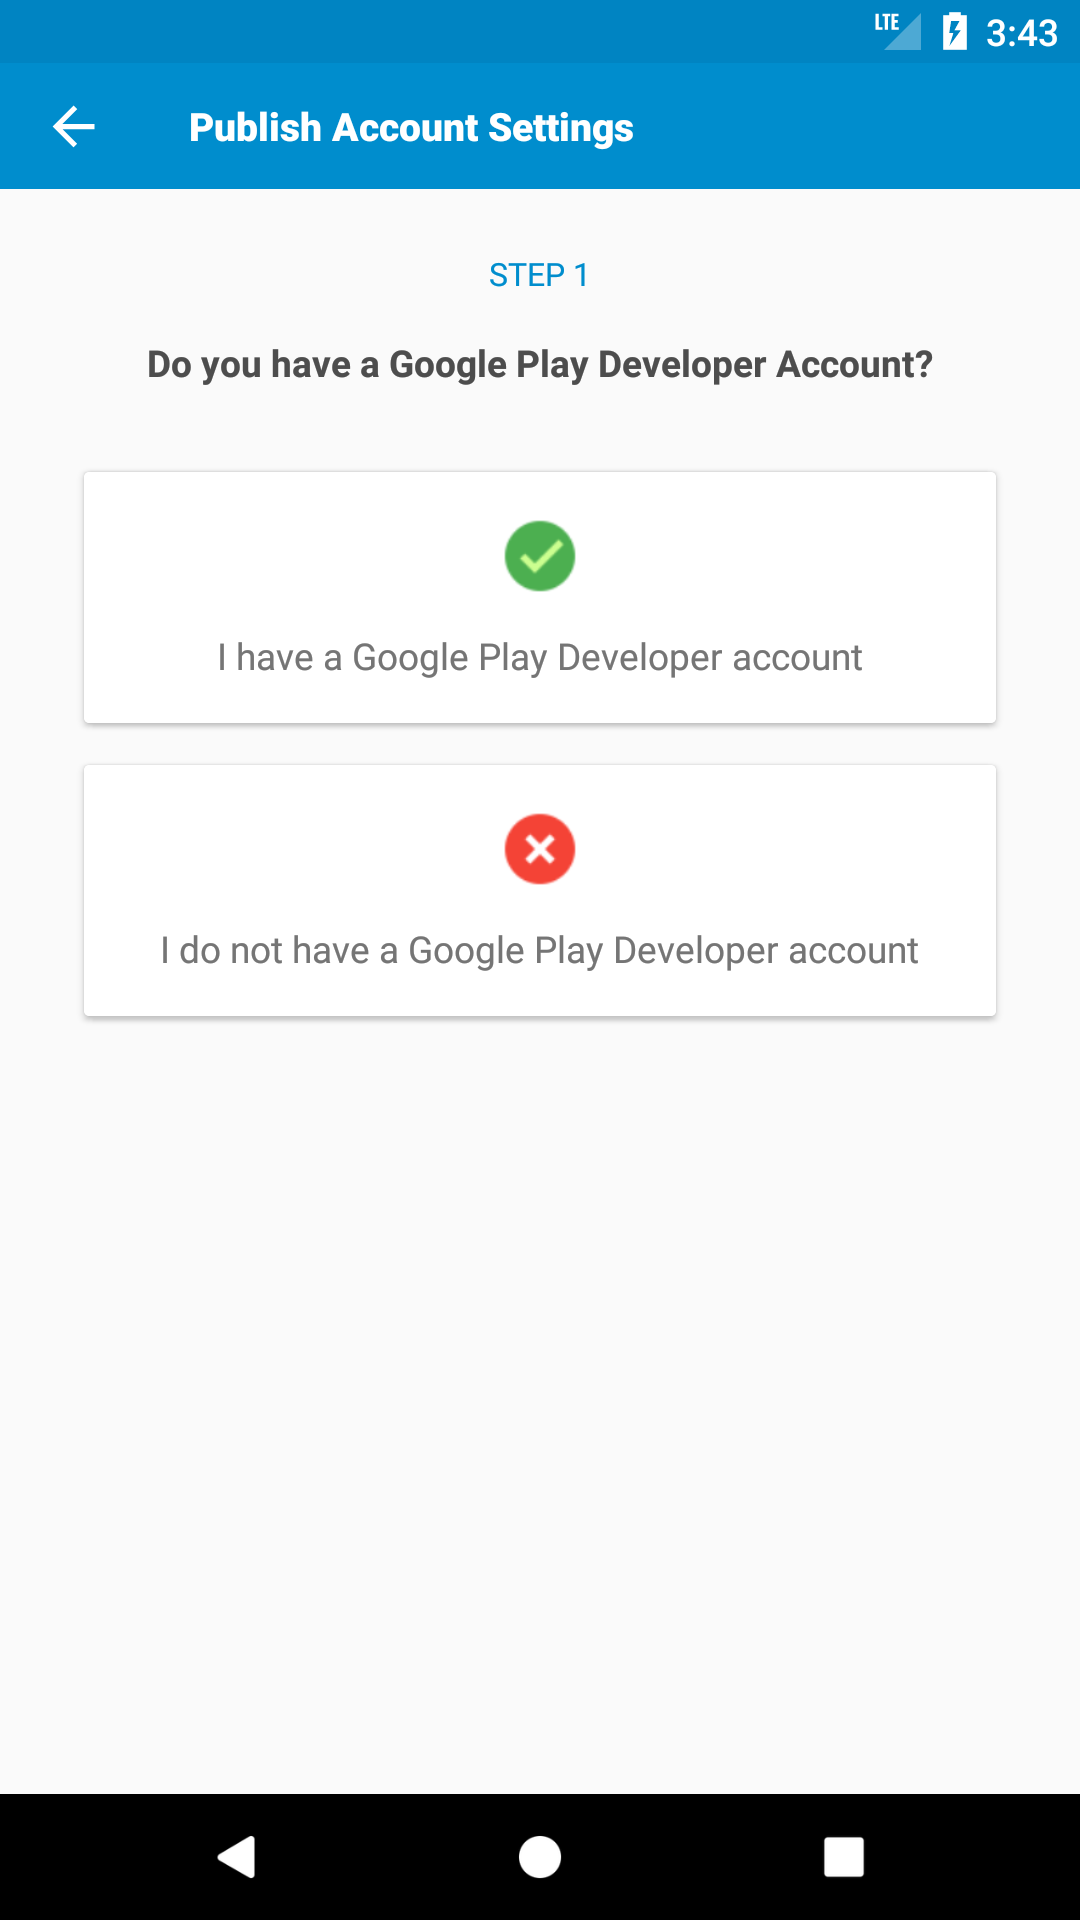 LTE 3:43
Publish Account Settings
STEP 1
Do you have a Google Play Developer Account?
I have a Google Play Developer account
I do not have a Google Play Developer account